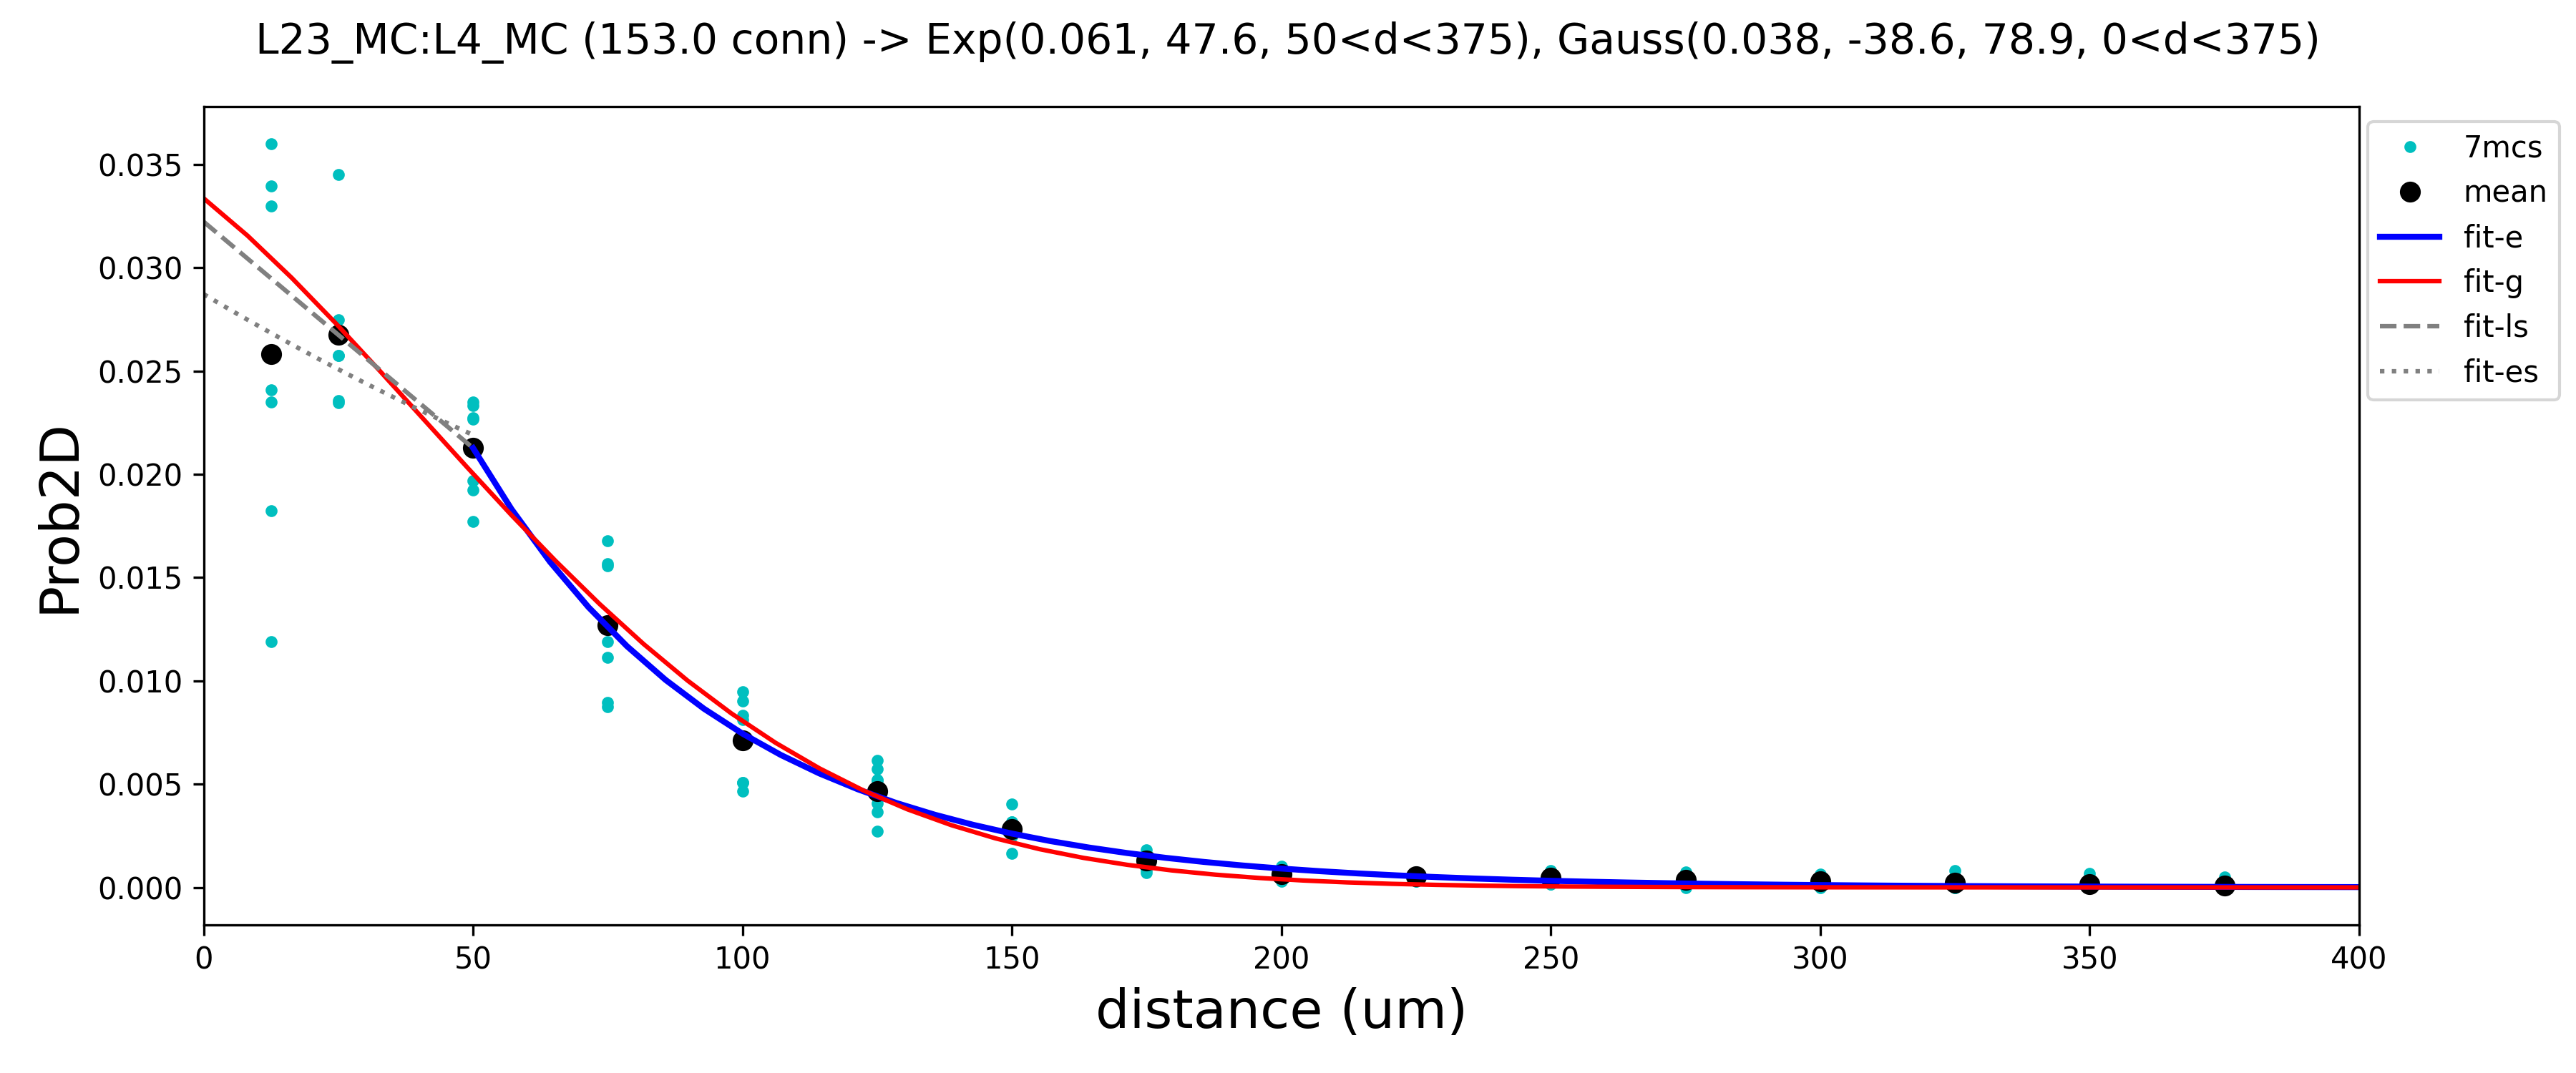 L23_MC:L4_MC (153.0 conn) -> Exp(0.061, 47.6, 50<d<375), Gauss(0.038, -38.6, 78.9, 0<d<375)
0.035
0.030
0.025
0.020
0.015
0.010
0.005
0.000
Prob2D
0 50 100 150 200 250 300 350 400
distance (um)
7mcs
mean
fit-e
fit-g
fit-ls
fit-es